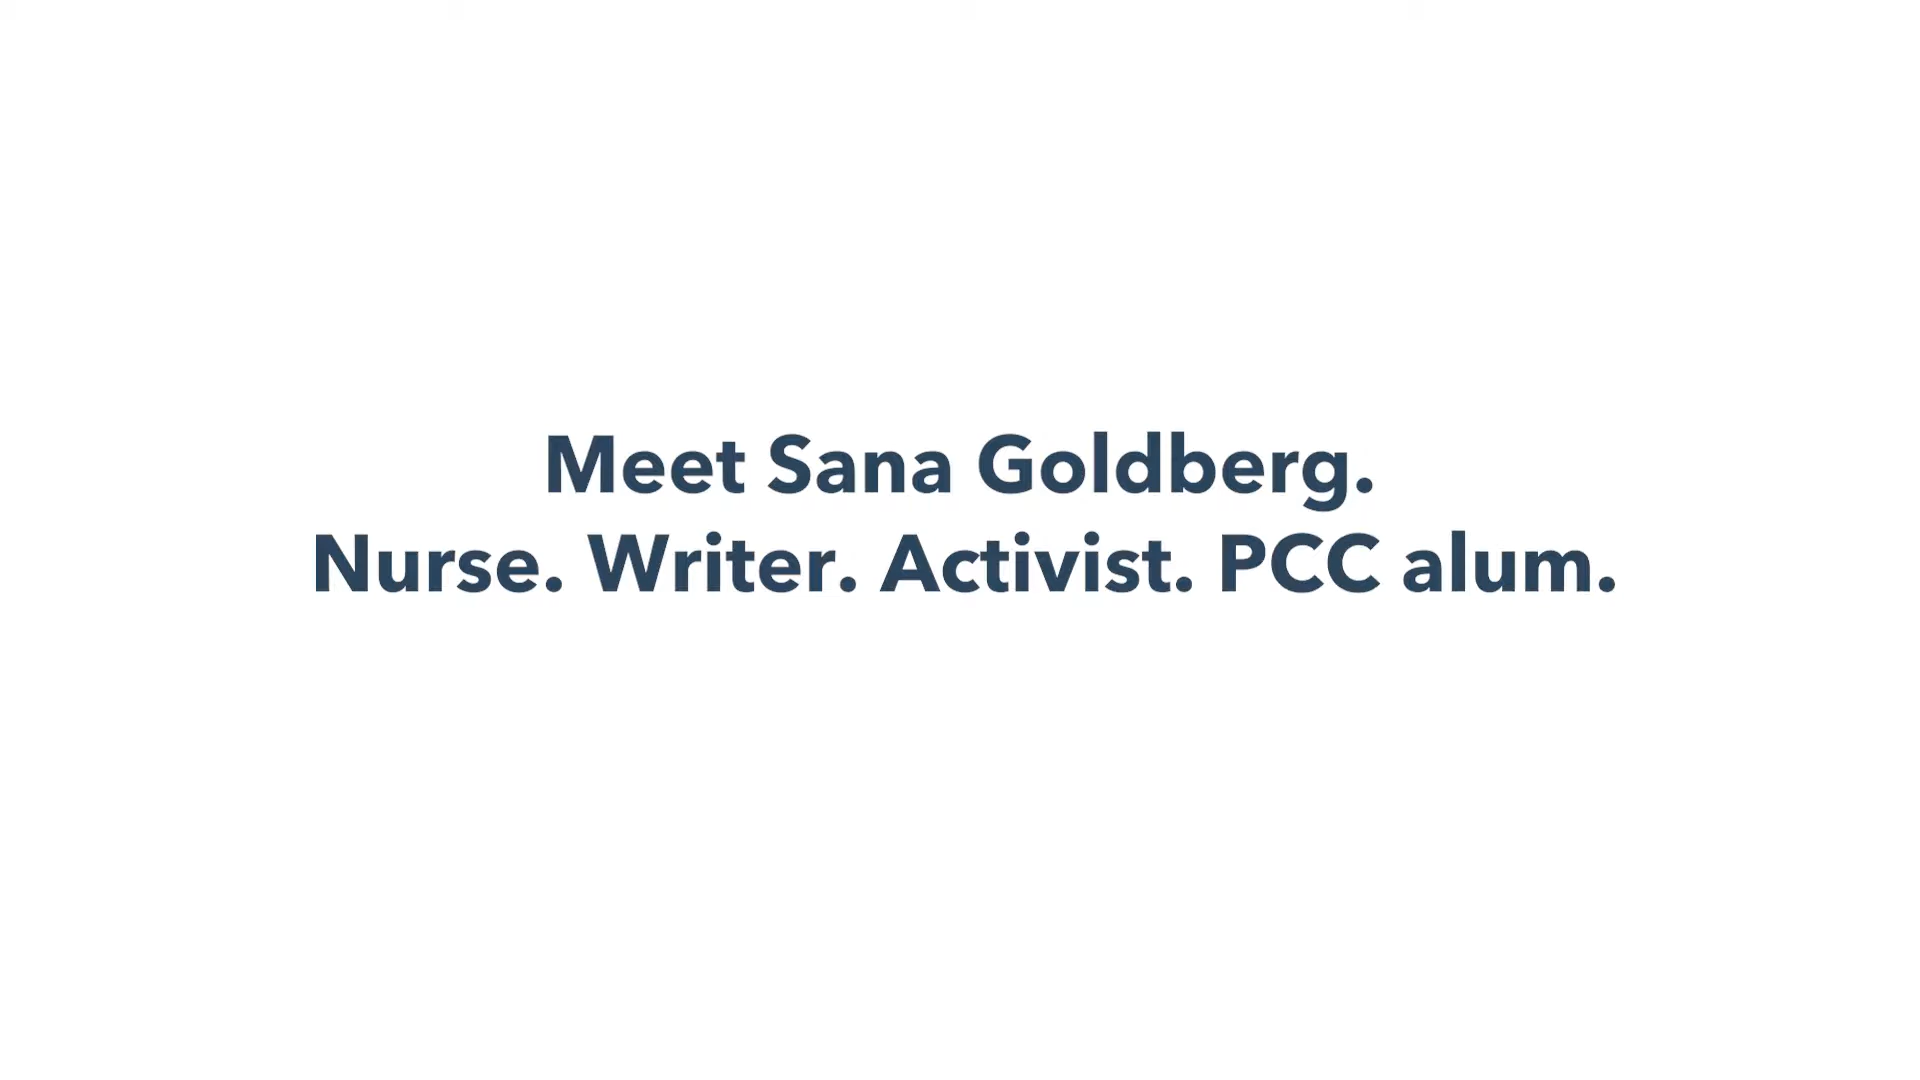 Meet Sana Goldberg.
Nurse. Writer. Activist. PCC alum.